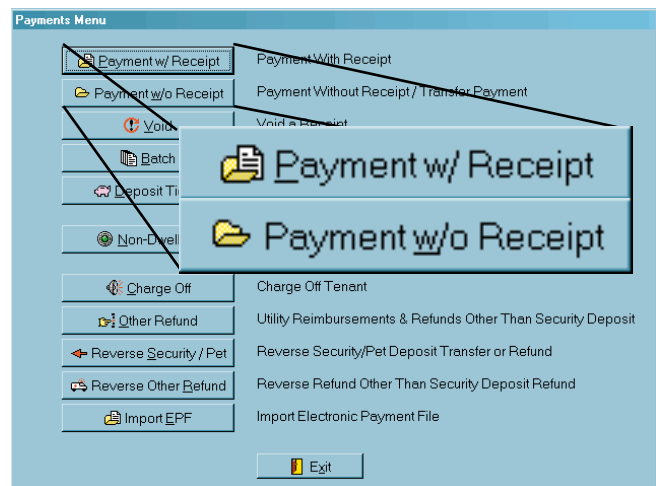 Payments Menu
Payment w/ Receipt Payment With Receipt
Payment w/o Receipt Payment Without Receipt / Transfer Payment
Void Void a Receipt
Batch
Deposit Ti
Payment w/ Receipt
Payment w/o Receipt
Non-Dwell
Charge Off Charge Off Tenant
Other Refund Utility Reimbursements & Refunds Other Than Security Deposit
Reverse Security / Pet Reverse Security/Pet Deposit Transfer or Refund
Reverse Other Refund Reverse Refund Other Than Security Deposit Refund
Import EPF Import Electronic Payment File
Exit